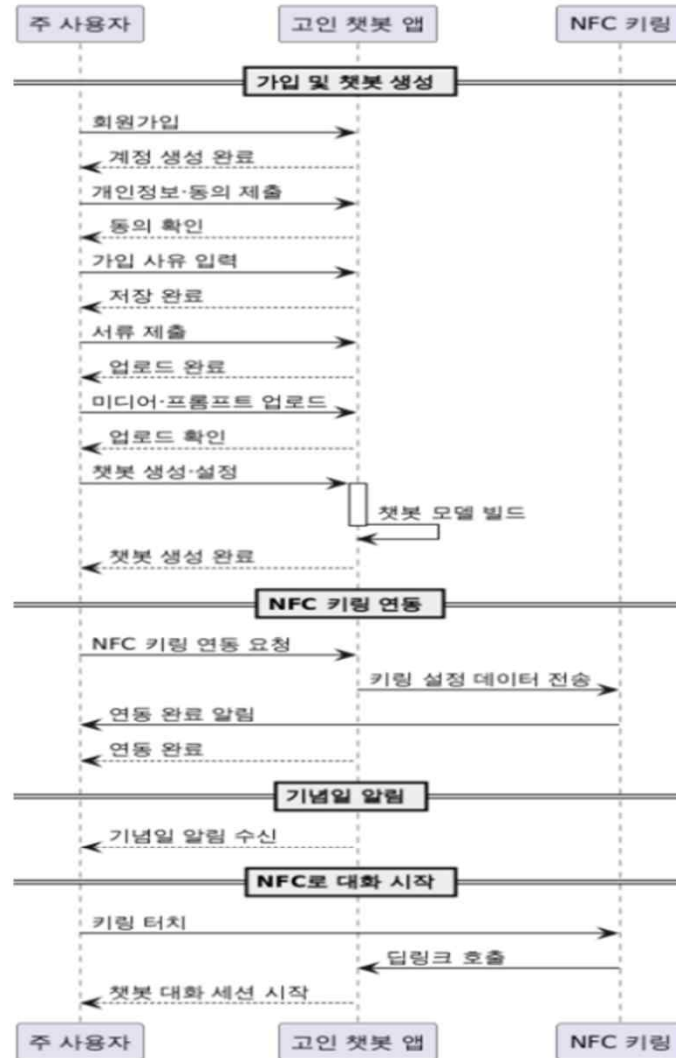 주 사용자 고인 챗봇 앱 NFC 키링
가입 및 챗봇 생성
회원가입
계정 생성 완료
개인정보·동의 제출
동의 확인
가입 사유 입력
저장 완료
서류 제출
업로드 완료
미디어·프롬프트 업로드
업로드 확인
챗봇 생성·설정
챗봇 모델 빌드
챗봇 생성 완료
NFC 키링 연동
NFC 키링 연동 요청
키링 설정 데이터 전송
연동 완료 알림
연동 완료
기념일 알림
기념일 알림 수신
NFC로 대화 시작
키링 터치
딥링크 호출
챗봇 대화 세션 시작
주 사용자 고인 챗봇 앱 NFC 키링